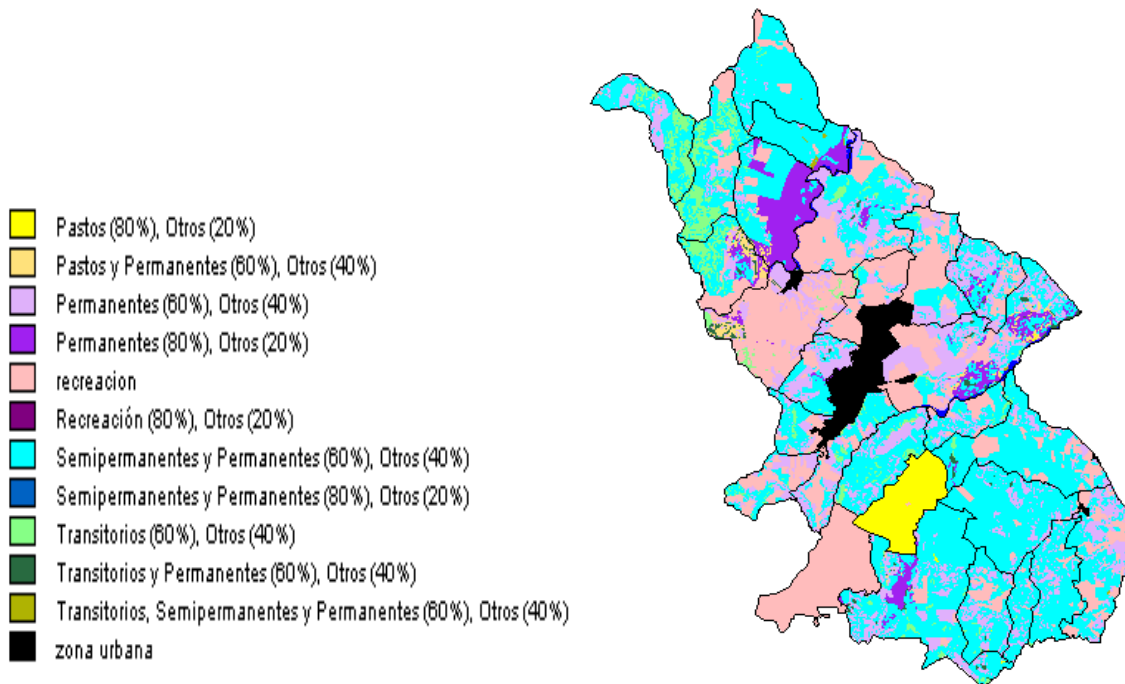 Pastos (80%), Otros (20%)
Pastos y Permanentes (60%), Otros (40%)
Permanentes (60%), Otros (40%)
Permanentes (80%), Otros (20%)
recreacion
Recreación (80%), Otros (20%)
Semipermanentes y Permanentes (60%), Otros (40%)
Semipermanentes y Permanentes (80%), Otros (20%)
Transitorios (60%), Otros (40%)
Transitorios y Permanentes (60%), Otros (40%)
Transitorios, Semipermanentes y Permanentes (60%), Otros (40%)
zona urbana